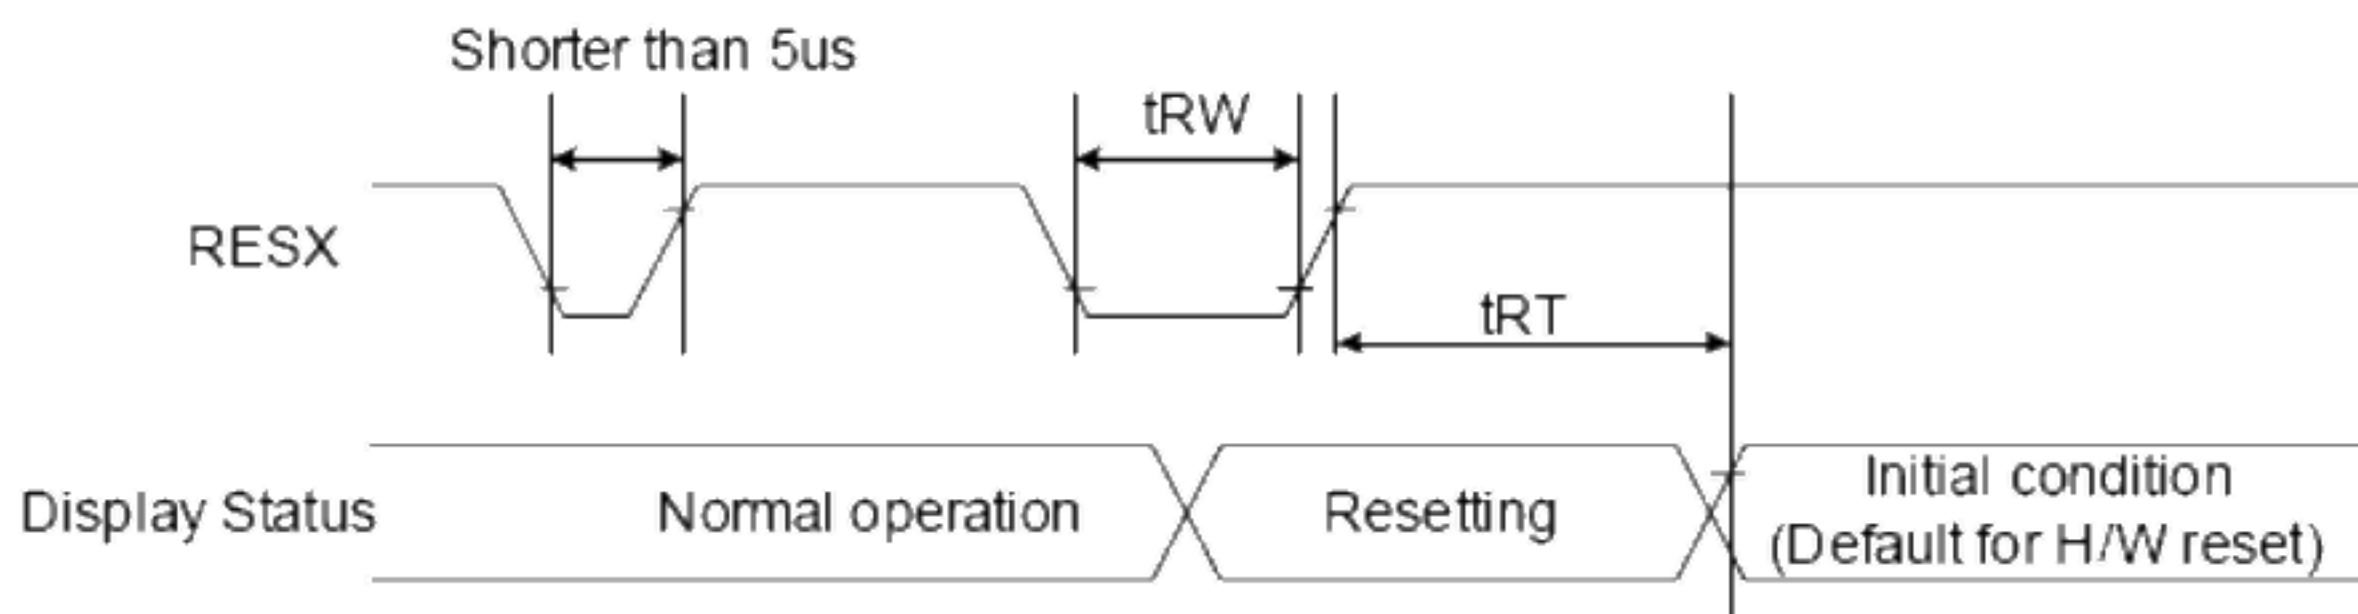 Shorter than 5us
tRW
RESX
tRT
Display Status
Normal operation
Resetting
Initial condition
(Default for H/W reset)